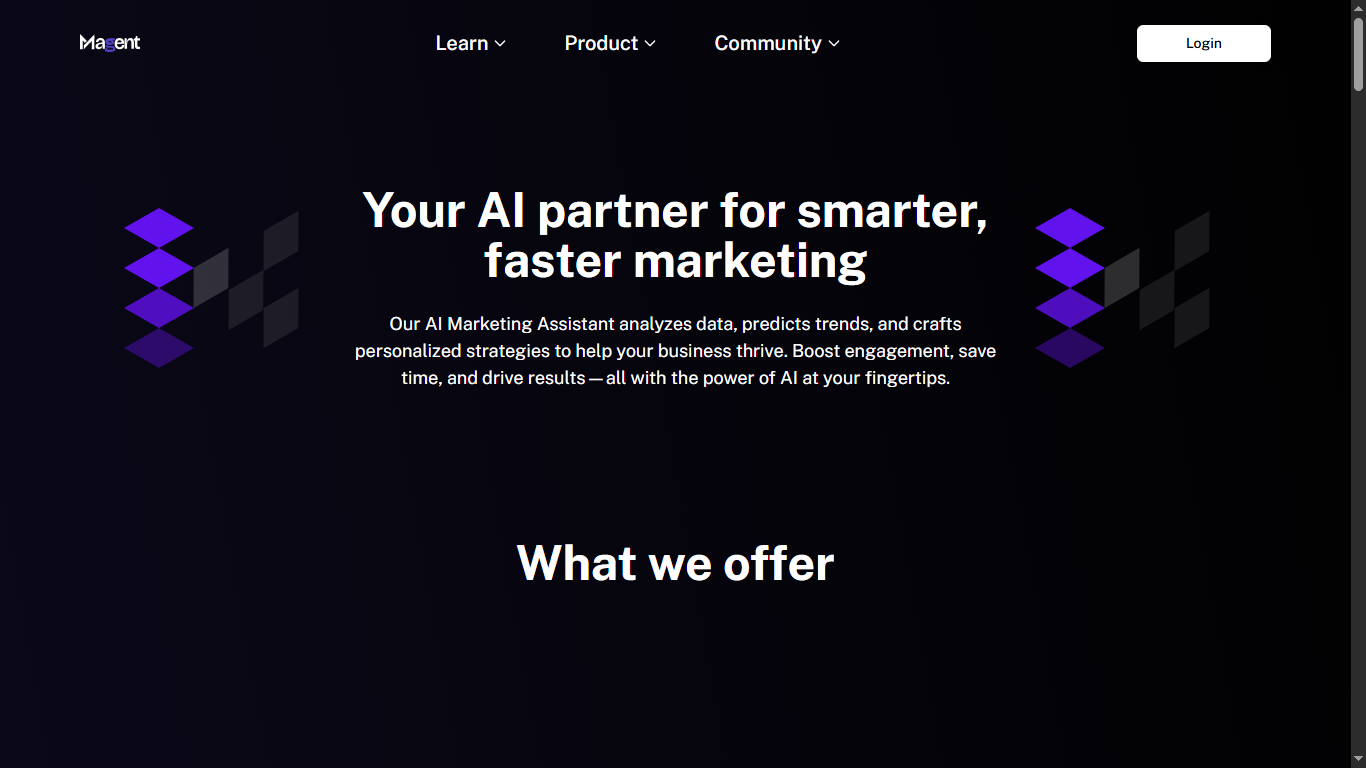 Magent
Learn
Product
Community
Login
Your AI partner for smarter,
faster marketing
Our AI Marketing Assistant analyzes data, predicts trends, and crafts
personalized strategies to help your business thrive. Boost engagement, save
time, and drive results—all with the power of AI at your fingertips.
What we offer